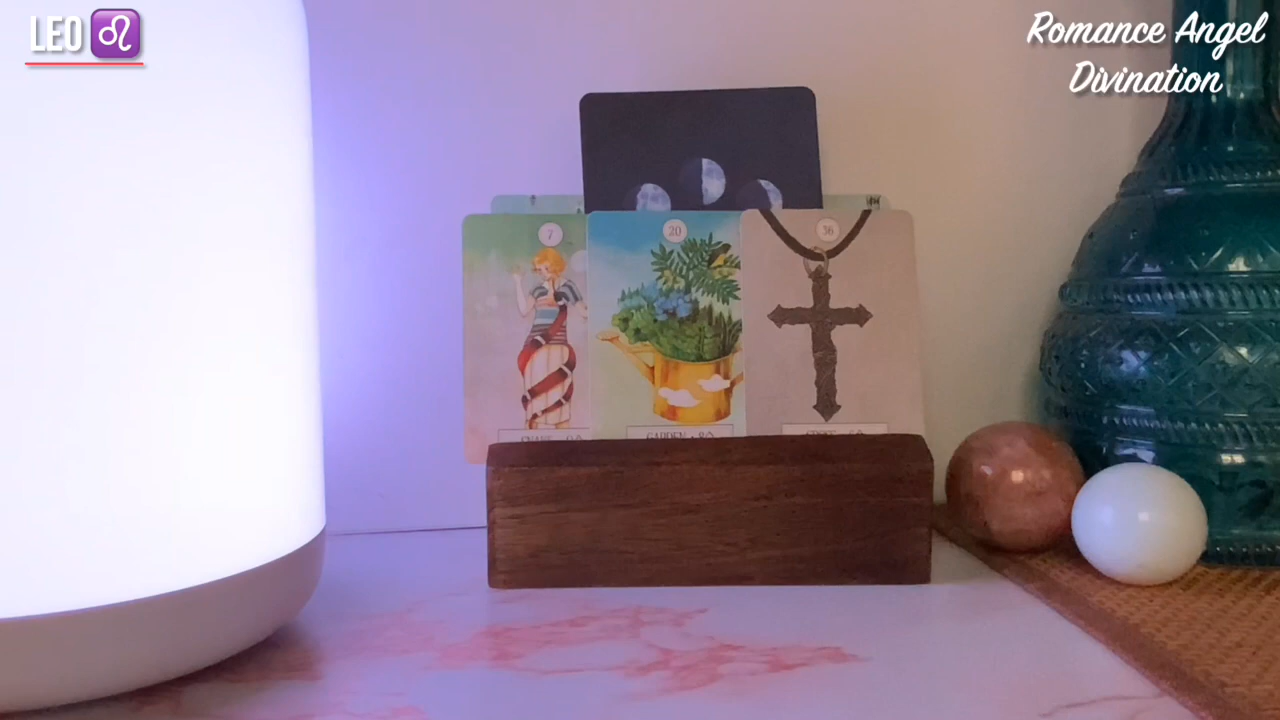 LEO ♌
Romance Angel
Divination
7
20
36
GARDEN